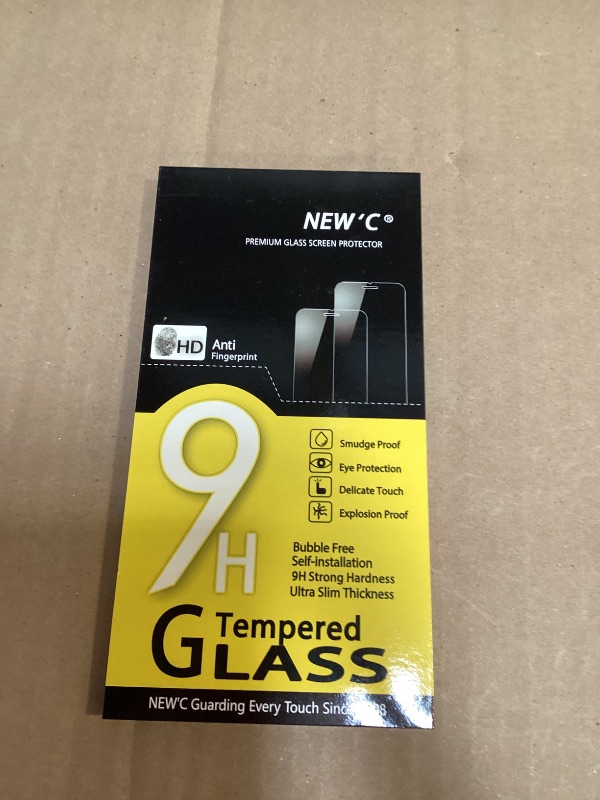 NEW'C®
PREMIUM GLASS SCREEN PROTECTOR
HD Anti
Fingerprint
9H
Smudge Proof
Eye Protection
Delicate Touch
Explosion Proof
Bubble Free
Self-installation
9H Strong Hardness
Ultra Slim Thickness
Tempered
GLASS
NEW'C Guarding Every Touch Since